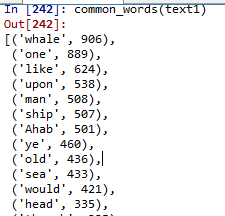 In [242]: common_words(text1)
Out[242]:
[('whale', 906),
('one', 889),
('like', 624),
('upon', 538),
('man', 508),
('ship', 507),
('Ahab', 501),
('ye', 460),
('old', 436),
('sea', 433),
('would', 421),
('head', 335),